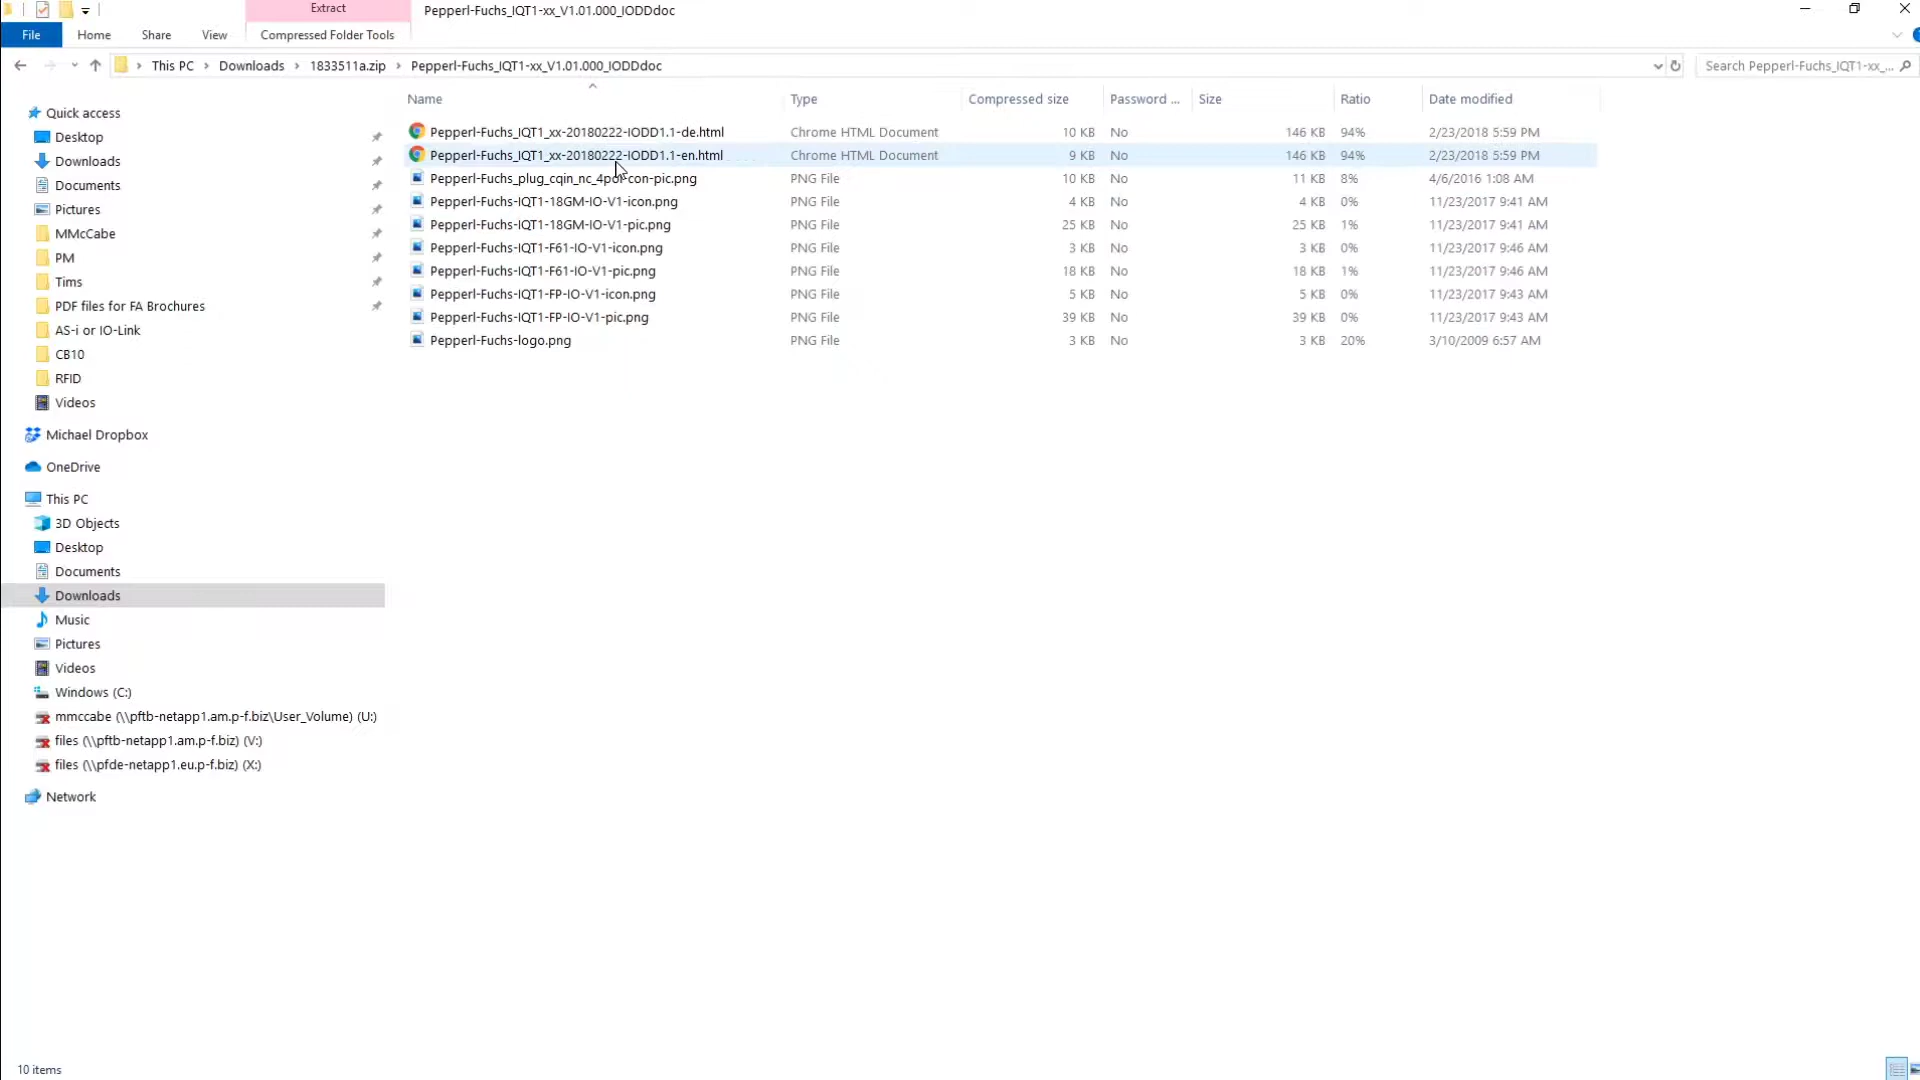 Extract
Pepperl-Fuchs_IQT1-xx_V1.01.000_IODDdoc
File Home Share View Compressed Folder Tools
This PC › Downloads › 1833511a.zip › Pepperl-Fuchs_IQT1-xx_V1.01.000_IODDdoc
Search Pepperl-Fuchs_IQT1-xx_...
Name Type Compressed size Password ... Size Ratio Date modified
Pepperl-Fuchs_IQT1_xx-20180222-IODD1.1-de.html Chrome HTML Document 10 KB No 146 KB 94% 2/23/2018 5:59 PM
Pepperl-Fuchs_IQT1_xx-20180222-IODD1.1-en.html Chrome HTML Document 9 KB No 146 KB 94% 2/23/2018 5:59 PM
Pepperl-Fuchs_plug_cqin_nc_4pol-con-pic.png PNG File 10 KB No 11 KB 8% 4/6/2016 1:08 AM
Pepperl-Fuchs-IQT1-18GM-IO-V1-icon.png PNG File 4 KB No 4 KB 0% 11/23/2017 9:41 AM
Pepperl-Fuchs-IQT1-18GM-IO-V1-pic.png PNG File 25 KB No 25 KB 1% 11/23/2017 9:41 AM
Pepperl-Fuchs-IQT1-F61-IO-V1-icon.png PNG File 3 KB No 3 KB 0% 11/23/2017 9:46 AM
Pepperl-Fuchs-IQT1-F61-IO-V1-pic.png PNG File 18 KB No 18 KB 1% 11/23/2017 9:46 AM
Pepperl-Fuchs-IQT1-FP-IO-V1-icon.png PNG File 5 KB No 5 KB 0% 11/23/2017 9:43 AM
Pepperl-Fuchs-IQT1-FP-IO-V1-pic.png PNG File 39 KB No 39 KB 0% 11/23/2017 9:43 AM
Pepperl-Fuchs-logo.png PNG File 3 KB No 3 KB 20% 3/10/2009 6:57 AM
Quick access
Desktop
Downloads
Documents
Pictures
MMcCabe
PM
Tims
PDF files for FA Brochures
AS-i or IO-Link
CB10
RFID
Videos
Michael Dropbox
OneDrive
This PC
3D Objects
Desktop
Documents
Downloads
Music
Pictures
Videos
Windows (C:)
mmccabe (\\pftb-netapp1.am.p-f.biz\User_Volume) (U:)
files (\\pftb-netapp1.am.p-f.biz) (V:)
files (\\pfde-netapp1.eu.p-f.biz) (X:)
Network
10 items